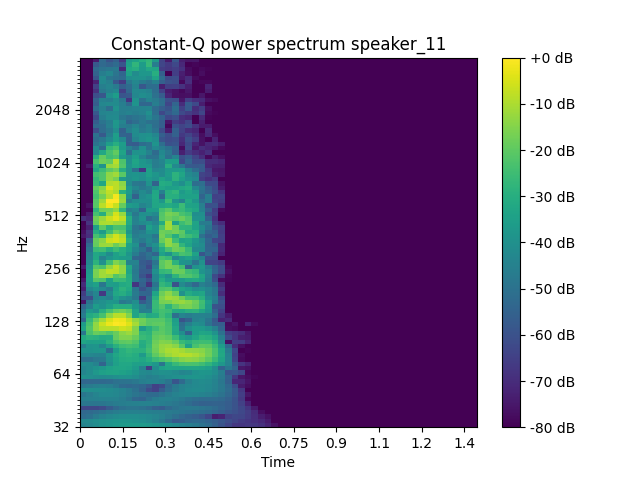 Constant-Q power spectrum speaker_11
Hz
2048
1024
512
256
128
64
32
0 0.15 0.3 0.45 0.6 0.75 0.9 1.1 1.2 1.4
Time
+0 dB
-10 dB
-20 dB
-30 dB
-40 dB
-50 dB
-60 dB
-70 dB
-80 dB